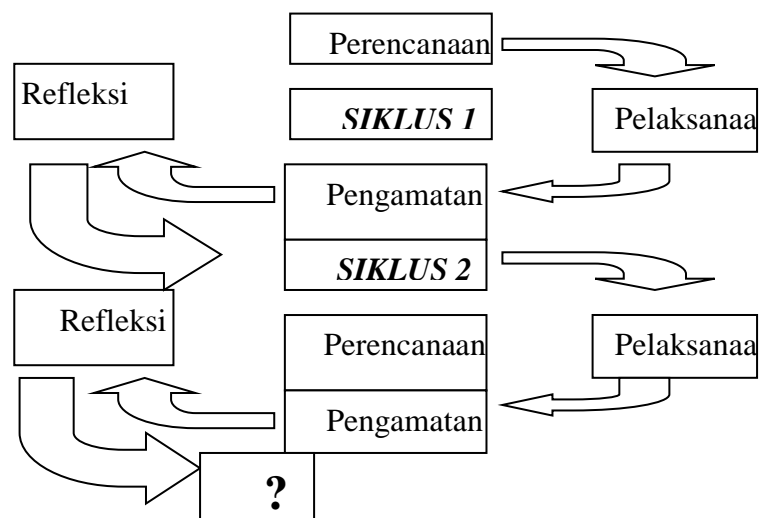 Perencanaan
Refleksi
SIKLUS 1
Pelaksanaa
Pengamatan
SIKLUS 2
Refleksi
Perencanaan
Pelaksanaa
Pengamatan
?